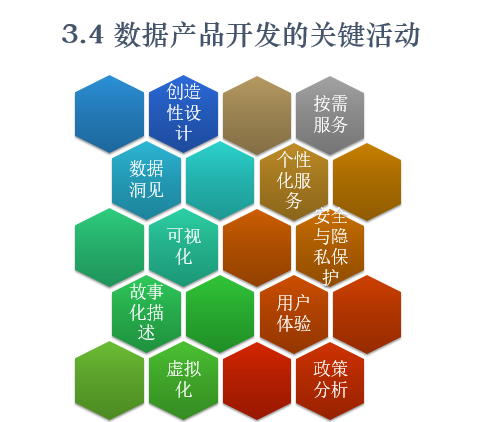 3.4 数据产品开发的关键活动
创造
性设
计
按需
服务
数据
洞见
个性
化服
务
可视
化
安全
与隐
私保
护
故事
化描
述
用户
体验
虚拟
化
政策
分析